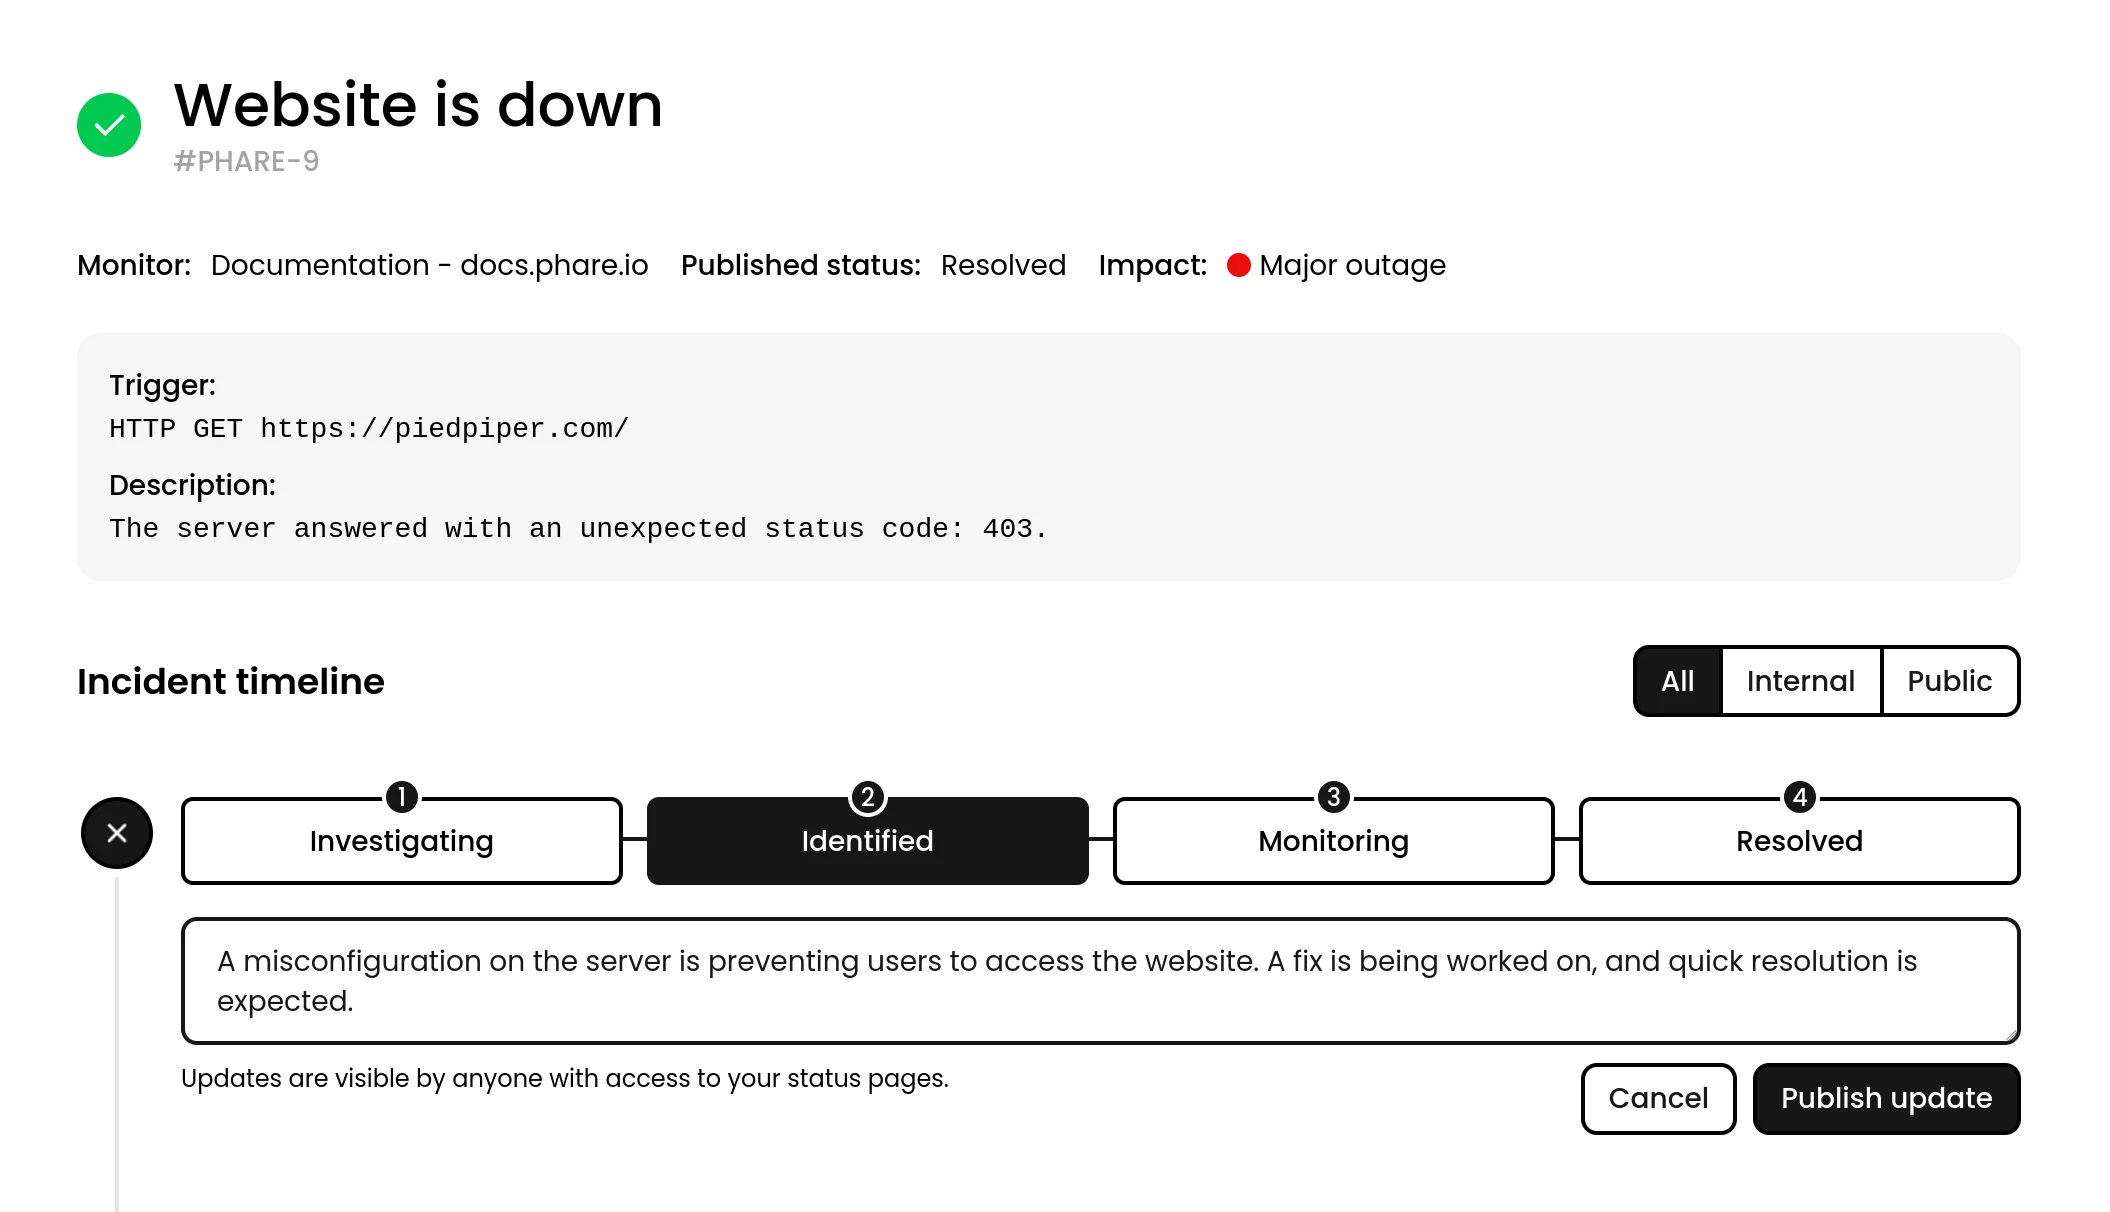 Website is down
#PHARE-9
Monitor: Documentation - docs.phare.io Published status: Resolved Impact: Major outage
Trigger:
HTTP GET https://piedpiper.com/
Description:
The server answered with an unexpected status code: 403.
Incident timeline
All Internal Public
1 2 3 4
Investigating Identified Monitoring Resolved
A misconfiguration on the server is preventing users to access the website. A fix is being worked on, and quick resolution is
expected.
Updates are visible by anyone with access to your status pages.
Cancel Publish update